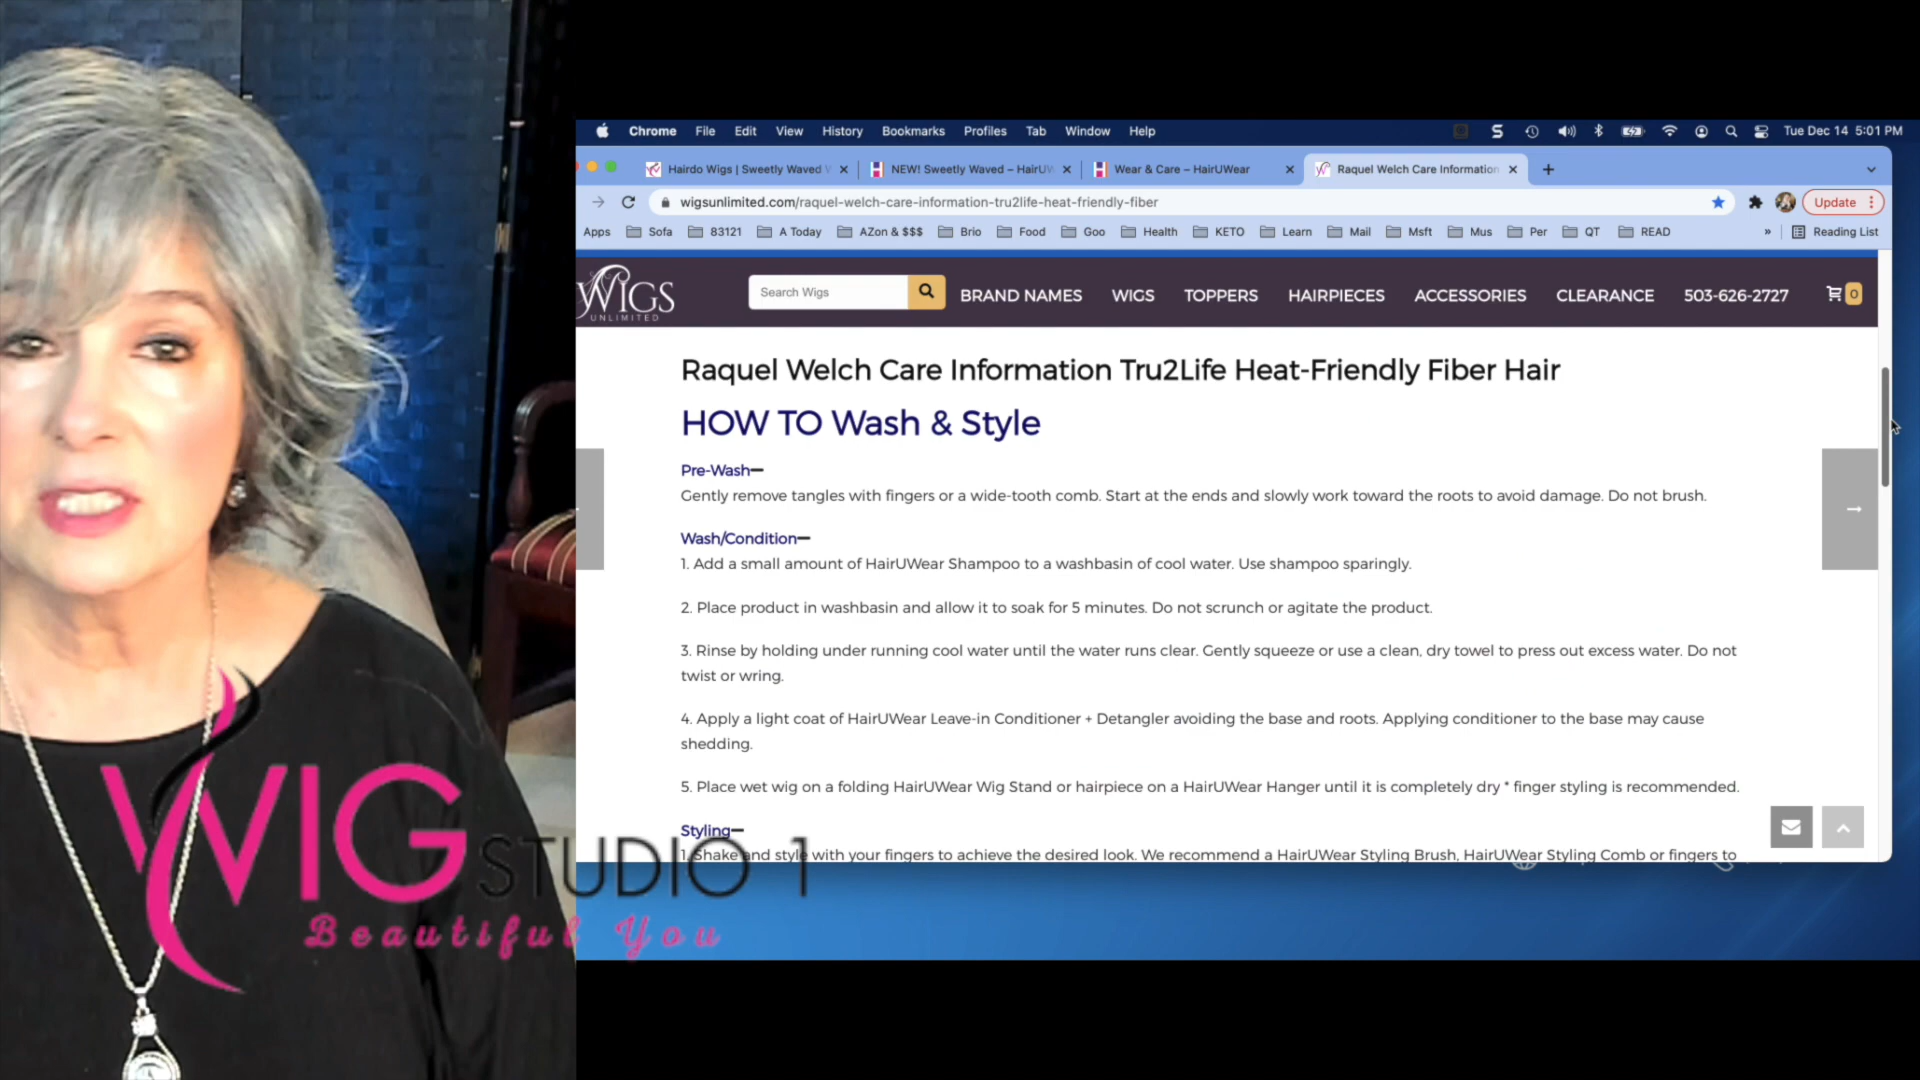 Chrome File Edit View History Bookmarks Profiles Tab Window Help Tue Dec 14 5:01 PM
Hairdo Wigs | Sweetly Waved NEW! Sweetly Waved – HairUW Wear & Care – HairUWear Raquel Welch Care Information
wigsunlimited.com/raquel-welch-care-information-tru2life-heat-friendly-fiber Update
Apps Sofa 83121 A Today AZon & $$$ Brio Food Goo Health KETO Learn Mail Msft Mus Per QT READ » Reading List
WIGS
UNLIMITED
Search Wigs
BRAND NAMES WIGS TOPPERS HAIRPIECES ACCESSORIES CLEARANCE 503-626-2727 0
Raquel Welch Care Information Tru2Life Heat-Friendly Fiber Hair
HOW TO Wash & Style
Pre-Wash—
Gently remove tangles with fingers or a wide-tooth comb. Start at the ends and slowly work toward the roots to avoid damage. Do not brush.
Wash/Condition—
1. Add a small amount of HairUWear Shampoo to a washbasin of cool water. Use shampoo sparingly.
2. Place product in washbasin and allow it to soak for 5 minutes. Do not scrunch or agitate the product.
3. Rinse by holding under running cool water until the water runs clear. Gently squeeze or use a clean, dry towel to press out excess water. Do not
twist or wring.
4. Apply a light coat of HairUWear Leave-in Conditioner + Detangler avoiding the base and roots. Applying conditioner to the base may cause
shedding.
5. Place wet wig on a folding HairUWear Wig Stand or hairpiece on a HairUWear Hanger until it is completely dry * finger styling is recommended.
Styling—
1. Shake and style with your fingers to achieve the desired look. We recommend a HairUWear Styling Brush, HairUWear Styling Comb or fingers to
WIG STUDIO 1
Beautiful You